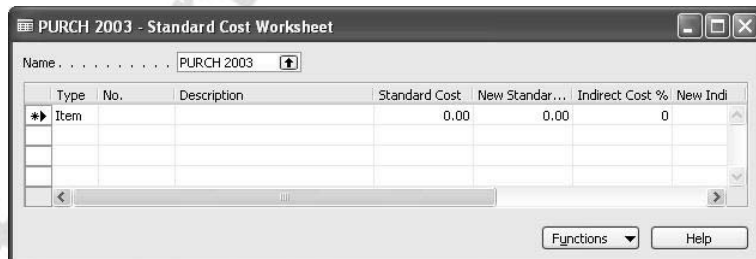 PURCH 2003 - Standard Cost Worksheet
Name . . . . . . . . . . PURCH 2003
Type No. Description Standard Cost New Standar... Indirect Cost % New Indi
Item 0.00 0.00 0
Functions Help